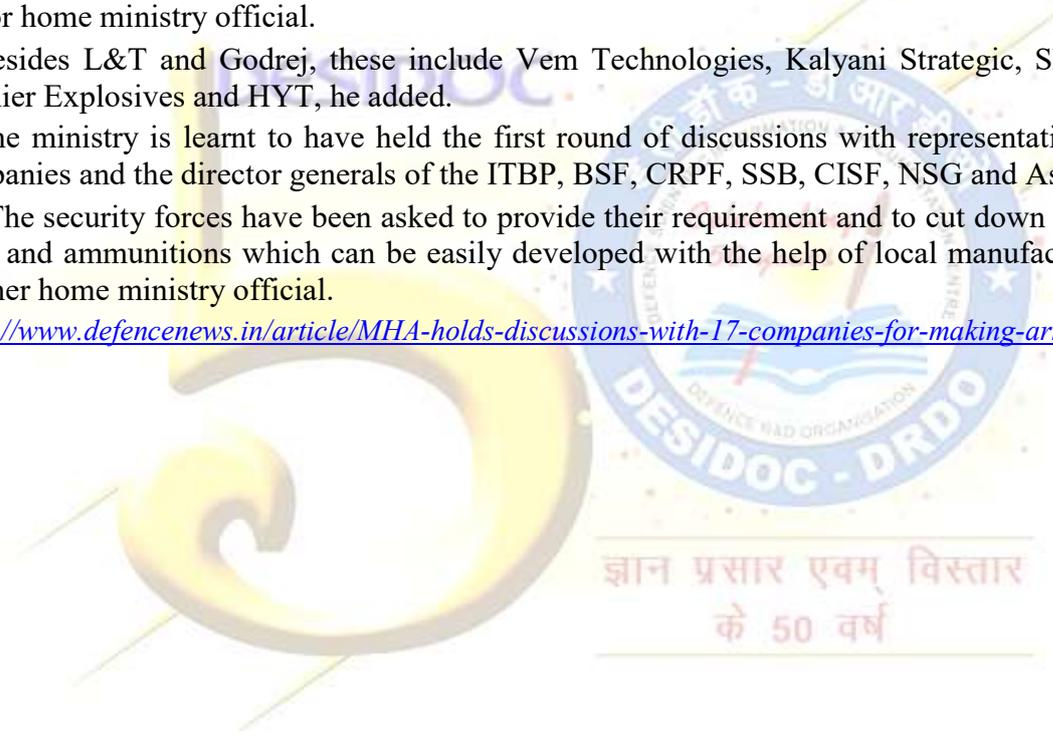 r home ministry official.
esides L&T and Godrej, these include Vem Technologies, Kalyani Strategic, S
ier Explosives and HYT, he added.
ne ministry is learnt to have held the first round of discussions with representati
panies and the director generals of the ITBP, BSF, CRPF, SSB, CISF, NSG and As
The security forces have been asked to provide their requirement and to cut down
and ammunitions which can be easily developed with the help of local manufac
her home ministry official.
//www.defencenews.in/article/MHA-holds-discussions-with-17-companies-for-making-ar
DESIDOC
डॉ क - डी आर डी
DEFENCE R&D ORGANISATION
DESIDOC - DRDO
ज्ञान प्रसार एवम् विस्तार
के 50 वर्ष